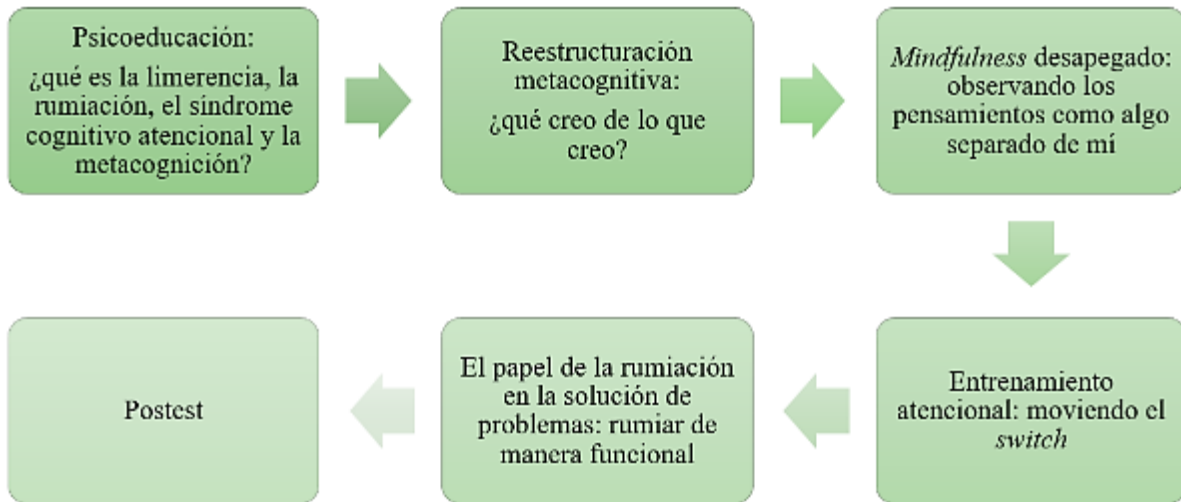 Psicoeducación:
¿qué es la limerencia, la
rumiación, el síndrome
cognitivo atencional y la
metacognición?
Reestructuración
metacognitiva:
¿qué creo de lo que
creo?
Mindfulness desapegado:
observando los
pensamientos como algo
separado de mí
Entrenamiento
atencional: moviendo el
switch
El papel de la rumiación
en la solución de
problemas: rumiar de
manera funcional
Postest